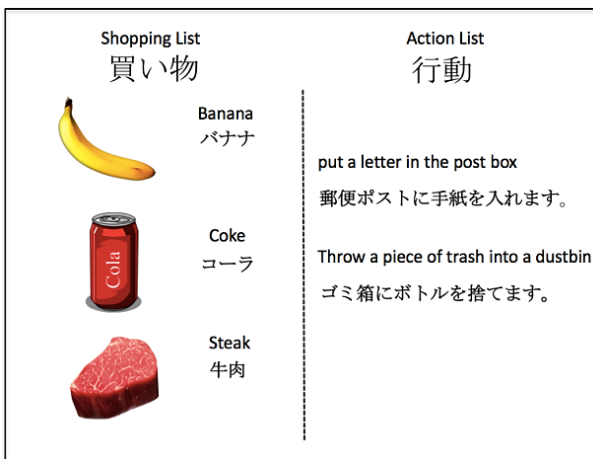 Shopping List
買い物
Banana
バナナ
Coke
コーラ
Cola
Steak
牛肉
Action List
行動
put a letter in the post box
郵便ポストに手紙を入れます。
Throw a piece of trash into a dustbin
ゴミ箱にボトルを捨てます。